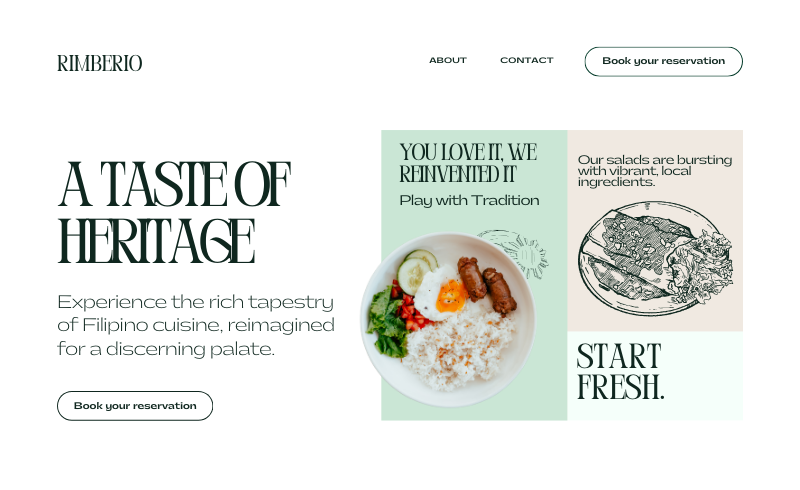 RIMBERIO
ABOUT
CONTACT
Book your reservation
A TASTE OF
HERITAGE
Experience the rich tapestry
of Filipino cuisine, reimagined
for a discerning palate.
Book your reservation
YOU LOVE IT, WE
REINVENTED IT
Play with Tradition
Our salads are bursting
with vibrant, local
ingredients.
START
FRESH.